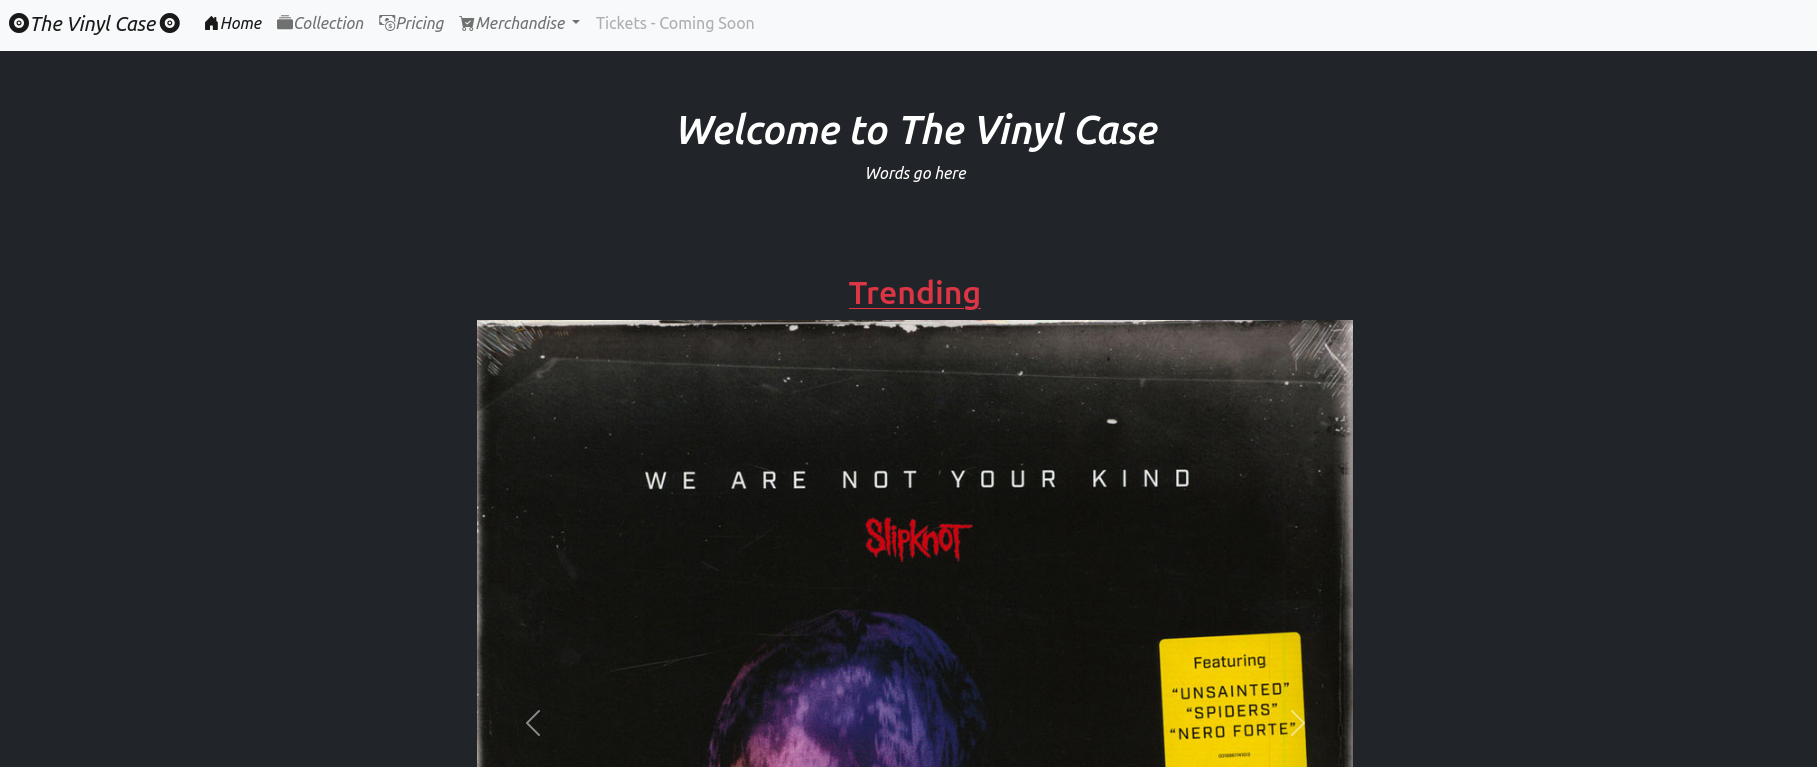 The Vinyl Case Home Collection Pricing Merchandise Tickets - Coming Soon
Welcome to The Vinyl Case
Words go here
Trending
WE ARE NOT YOUR KIND
Slipknot
Featuring
“UNSAINTED”
“SPIDERS”
“NERO FORTE”